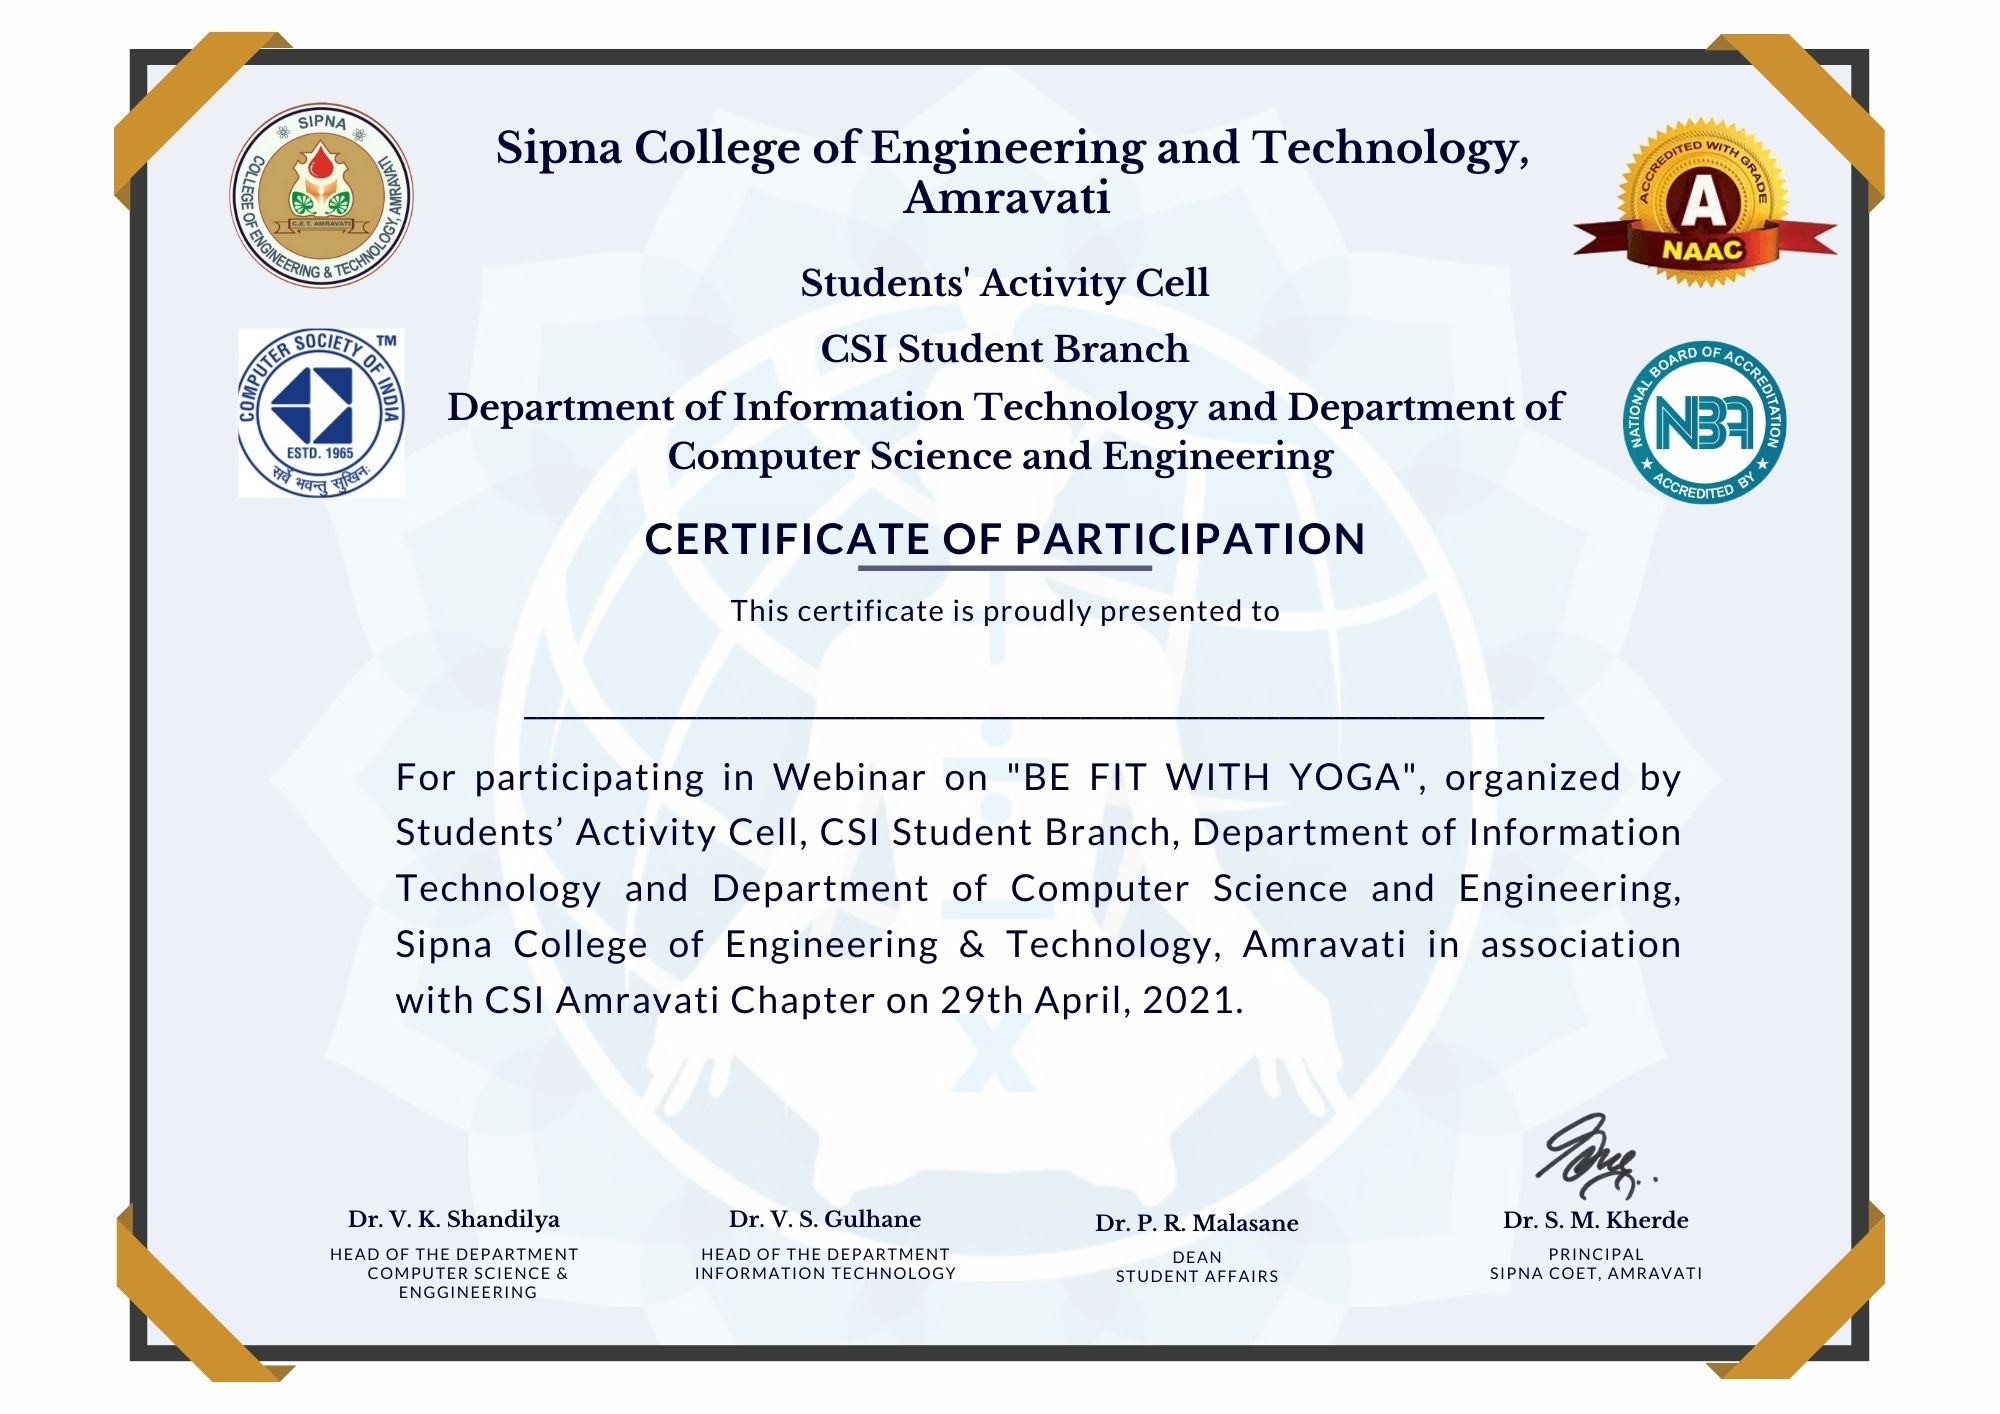 SIPNA
COLLEGE OF ENGINEERING & TECHNOLOGY, AMRAVATI
C.E.T. AMRAVATI
Sipna College of Engineering and Technology,
Amravati
ACCREDITED WITH GRADE
A
NAAC
Students' Activity Cell
CSI Student Branch
Department of Information Technology and Department of
Computer Science and Engineering
COMPUTER SOCIETY OF INDIA
TM
ESTD. 1965
सर्वे भवन्तु सुखिनः
NATIONAL BOARD OF ACCREDITATION
NBA
★ ACCREDITED BY ★
CERTIFICATE OF PARTICIPATION
This certificate is proudly presented to
For participating in Webinar on "BE FIT WITH YOGA", organized by
Students’ Activity Cell, CSI Student Branch, Department of Information
Technology and Department of Computer Science and Engineering,
Sipna College of Engineering & Technology, Amravati in association
with CSI Amravati Chapter on 29th April, 2021.
Dr. V. K. Shandilya
HEAD OF THE DEPARTMENT
COMPUTER SCIENCE &
ENGGINEERING
Dr. V. S. Gulhane
HEAD OF THE DEPARTMENT
INFORMATION TECHNOLOGY
Dr. P. R. Malasane
DEAN
STUDENT AFFAIRS
Dr. S. M. Kherde
PRINCIPAL
SIPNA COET, AMRAVATI